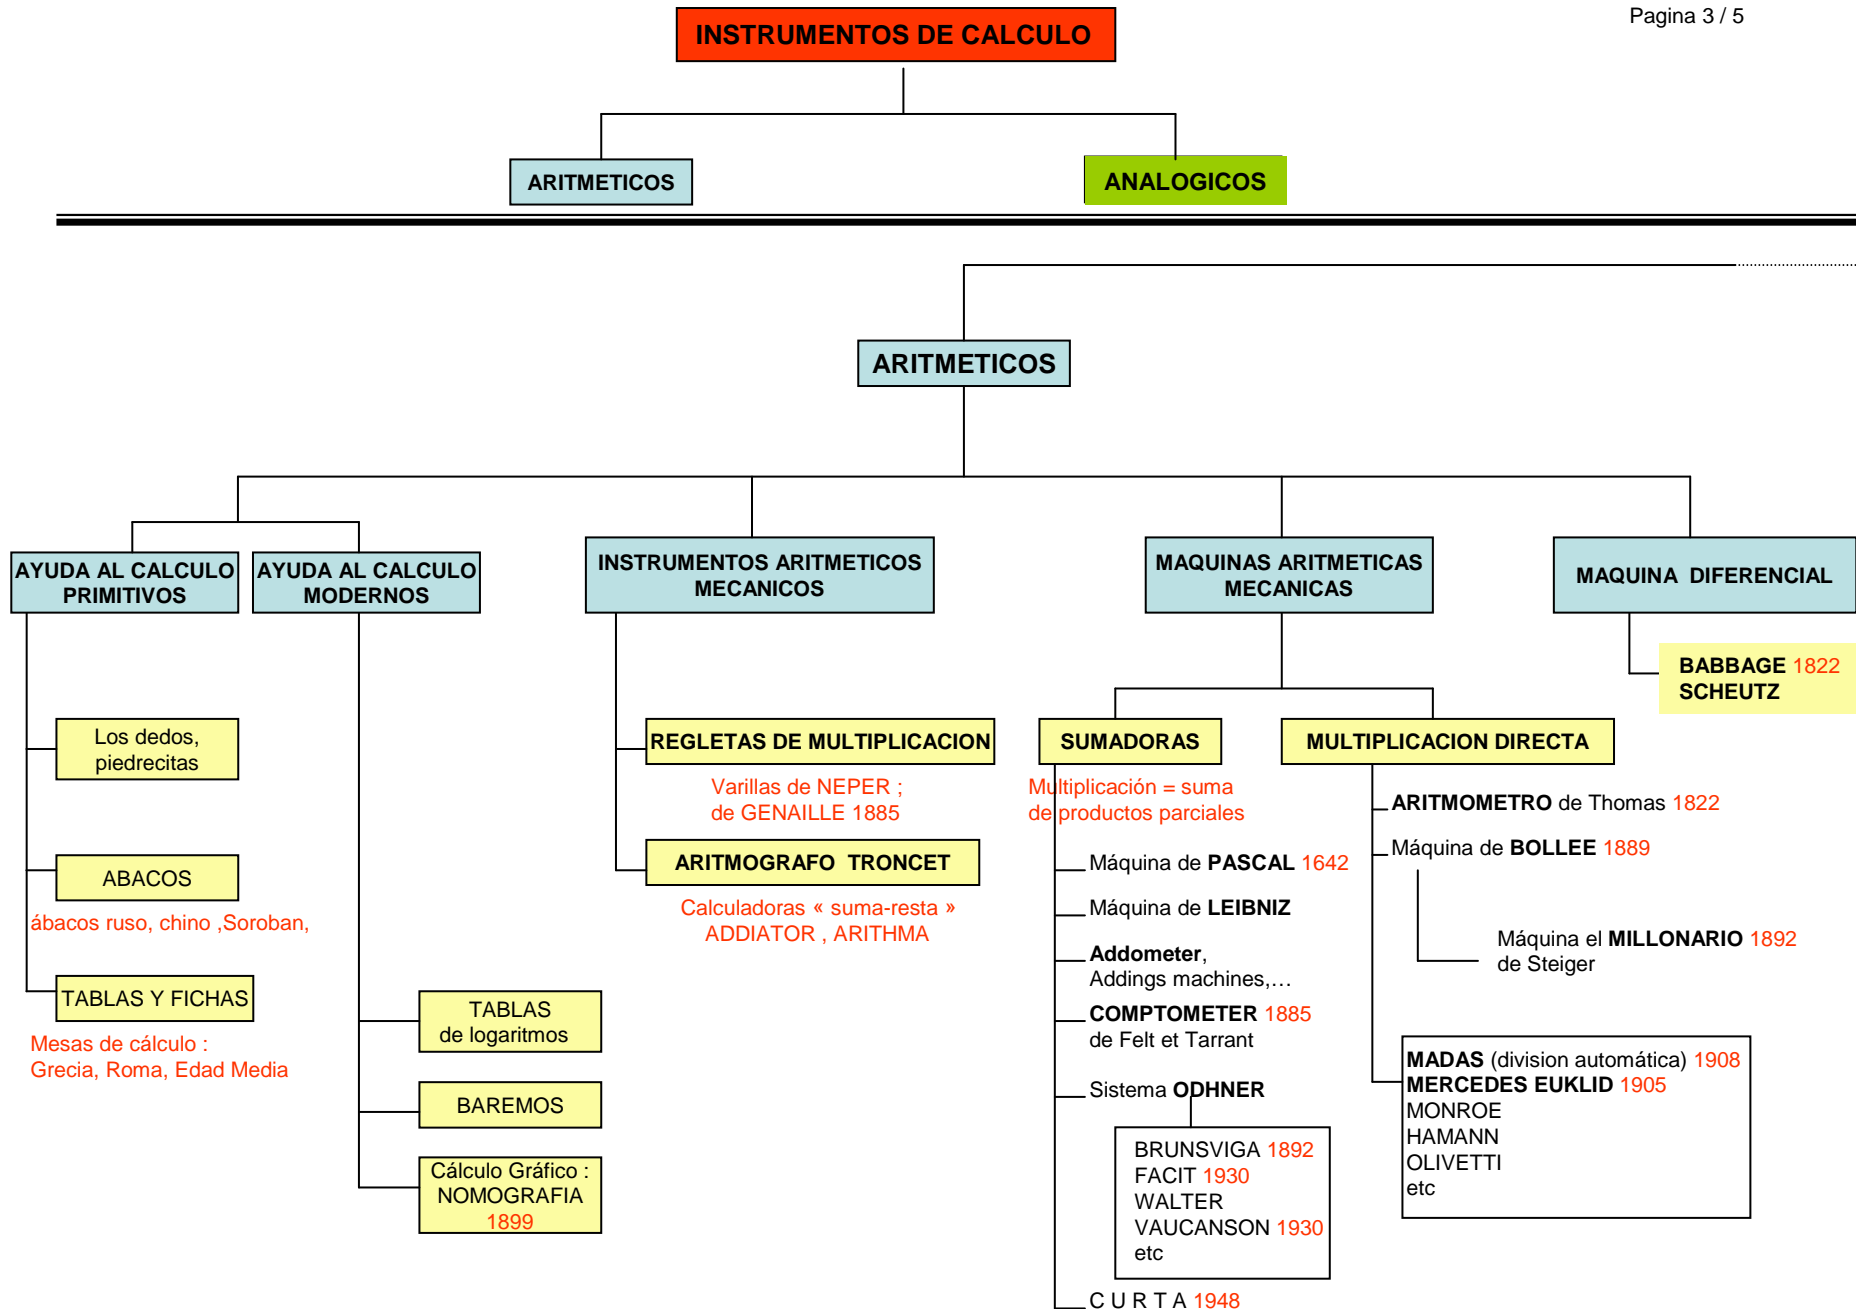 Pagina 3 / 5
INSTRUMENTOS DE CALCULO
ARITMETICOS
ANALOGICOS
ARITMETICOS
AYUDA AL CALCULO
PRIMITIVOS
AYUDA AL CALCULO
MODERNOS
INSTRUMENTOS ARITMETICOS
MECANICOS
MAQUINAS ARITMETICAS
MECANICAS
MAQUINA DIFERENCIAL
BABBAGE 1822
SCHEUTZ
Los dedos,
piedrecitas
ABACOS
ábacos ruso, chino ,Soroban,
TABLAS Y FICHAS
Mesas de cálculo :
Grecia, Roma, Edad Media
TABLAS
de logaritmos
BAREMOS
Cálculo Gráfico :
NOMOGRAFIA
1899
REGLETAS DE MULTIPLICACION
Varillas de NEPER ;
de GENAILLE 1885
ARITMOGRAFO TRONCET
Calculadoras « suma-resta »
ADDIATOR , ARITHMA
SUMADORAS
Multiplicación = suma
de productos parciales
Máquina de PASCAL 1642
Máquina de LEIBNIZ
Addometer,
Addings machines,…
COMPTOMETER 1885
de Felt et Tarrant
Sistema ODHNER
BRUNSVIGA 1892
FACIT 1930
WALTER
VAUCANSON 1930
etc
C U R T A 1948
MULTIPLICACION DIRECTA
ARITMOMETRO de Thomas 1822
Máquina de BOLLEE 1889
Máquina el MILLONARIO 1892
de Steiger
MADAS (division automática) 1908
MERCEDES EUKLID 1905
MONROE
HAMANN
OLIVETTI
etc